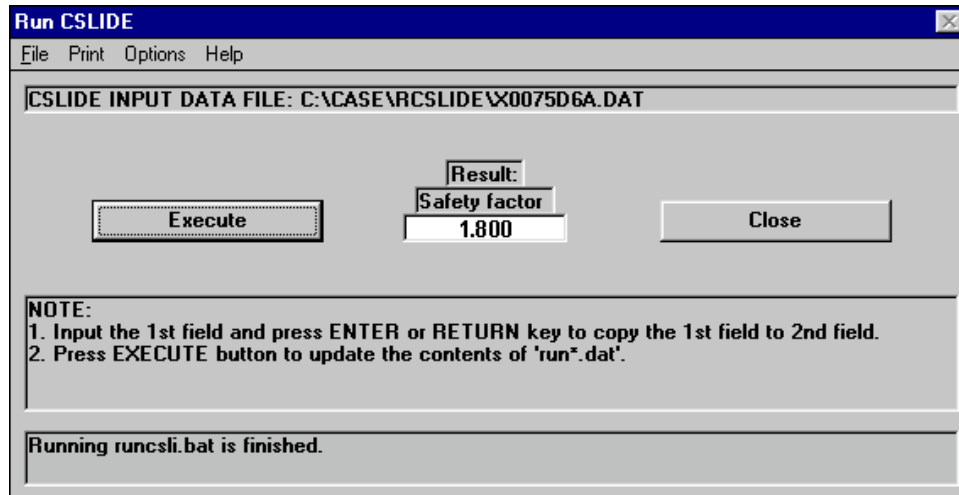 Run CSLIDE
File Print Options Help
CSLIDE INPUT DATA FILE: C:\CASE\RCSLIDE\X0075D6A.DAT
Result:
Safety factor
Execute 1.800 Close
NOTE:
1. Input the 1st field and press ENTER or RETURN key to copy the 1st field to 2nd field.
2. Press EXECUTE button to update the contents of 'run*.dat'.
Running runcsli.bat is finished.